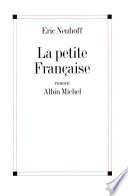 Eric Neuhoff
La petite
Française
roman
Albin Michel